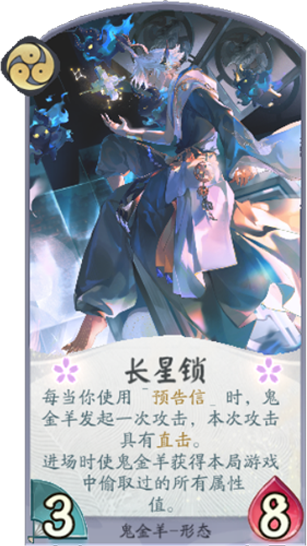 长星锁
每当你使用「预告信」时，鬼
金羊发起一次攻击，本次攻击
具有直击。
进场时使鬼金羊获得本局游戏
中偷取过的所有属性
值。
3
鬼金羊-形态
8